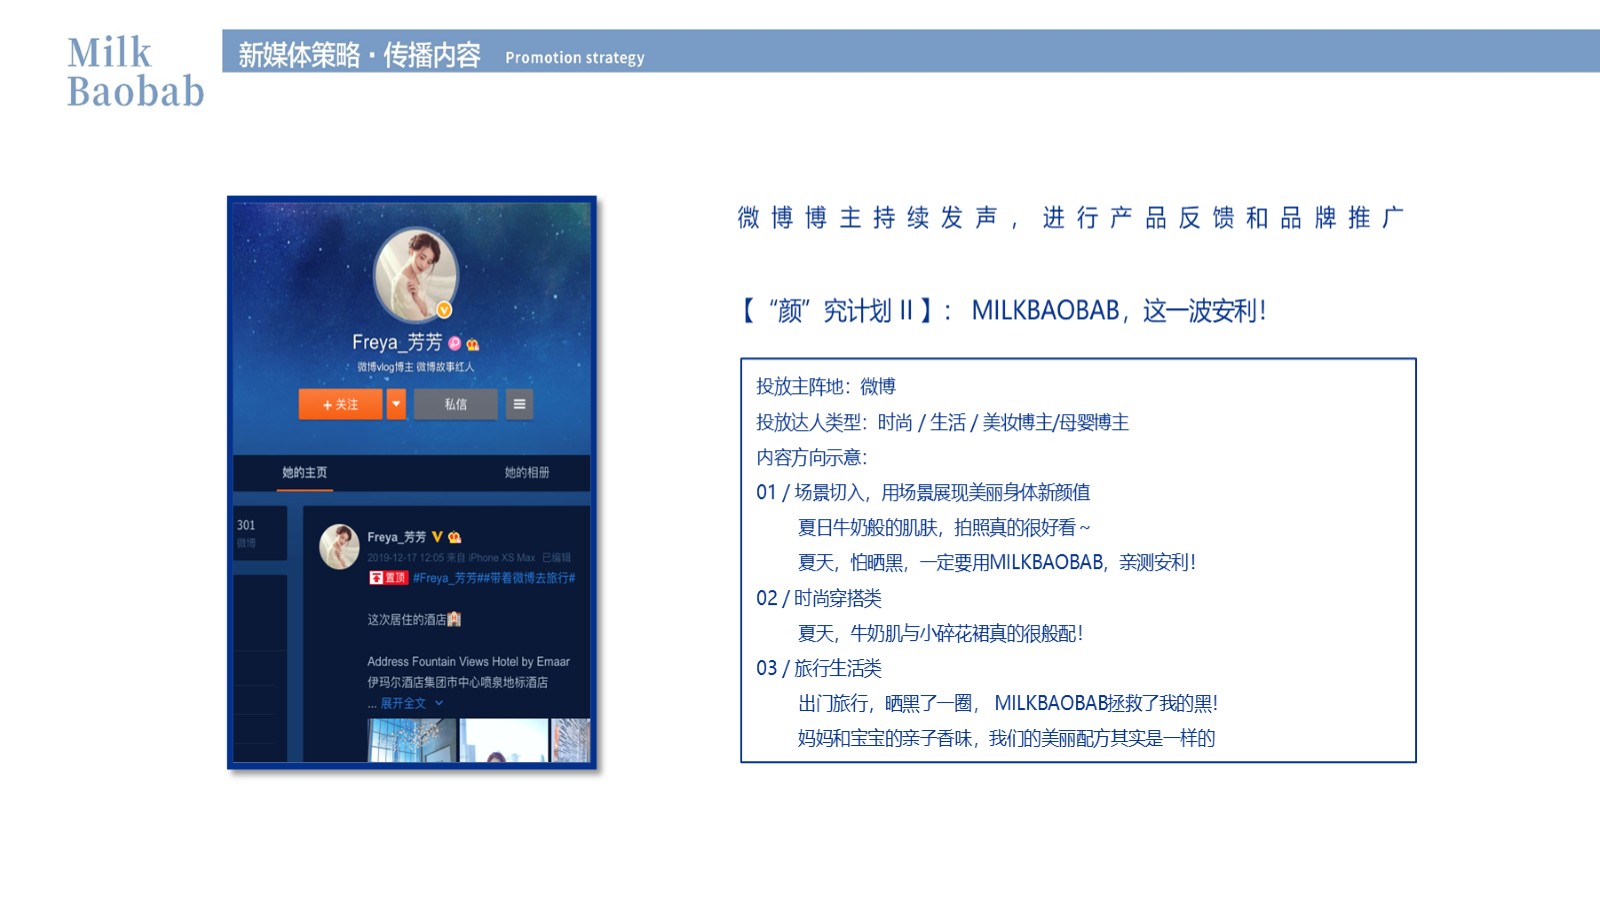 Milk
Baobab
新媒体策略·传播内容 Promotion strategy
Freya_芳芳
微博vlog博主 微博故事红人
+关注
私信
她的主页
她的相册
301
微博
Freya_芳芳
2019-12-17 12:05 来自 iPhone XS Max 已编辑
置顶 #Freya_芳芳##带着微博去旅行#
这次居住的酒店
Address Fountain Views Hotel by Emaar
伊玛尔酒店集团市中心喷泉地标酒店
... 展开全文
微博博主持续发声，进行产品反馈和品牌推广
【“颜”究计划 II】： MILKBAOBAB，这一波安利！
投放主阵地：微博
投放达人类型：时尚 / 生活 / 美妆博主/母婴博主
内容方向示意：
01 / 场景切入，用场景展现美丽身体新颜值
夏日牛奶般的肌肤，拍照真的很好看~
夏天，怕晒黑，一定要用MILKBAOBAB，亲测安利！
02 / 时尚穿搭类
夏天，牛奶肌与小碎花裙真的很般配！
03 / 旅行生活类
出门旅行，晒黑了一圈， MILKBAOBAB拯救了我的黑！
妈妈和宝宝的亲子香味，我们的美丽配方其实是一样的